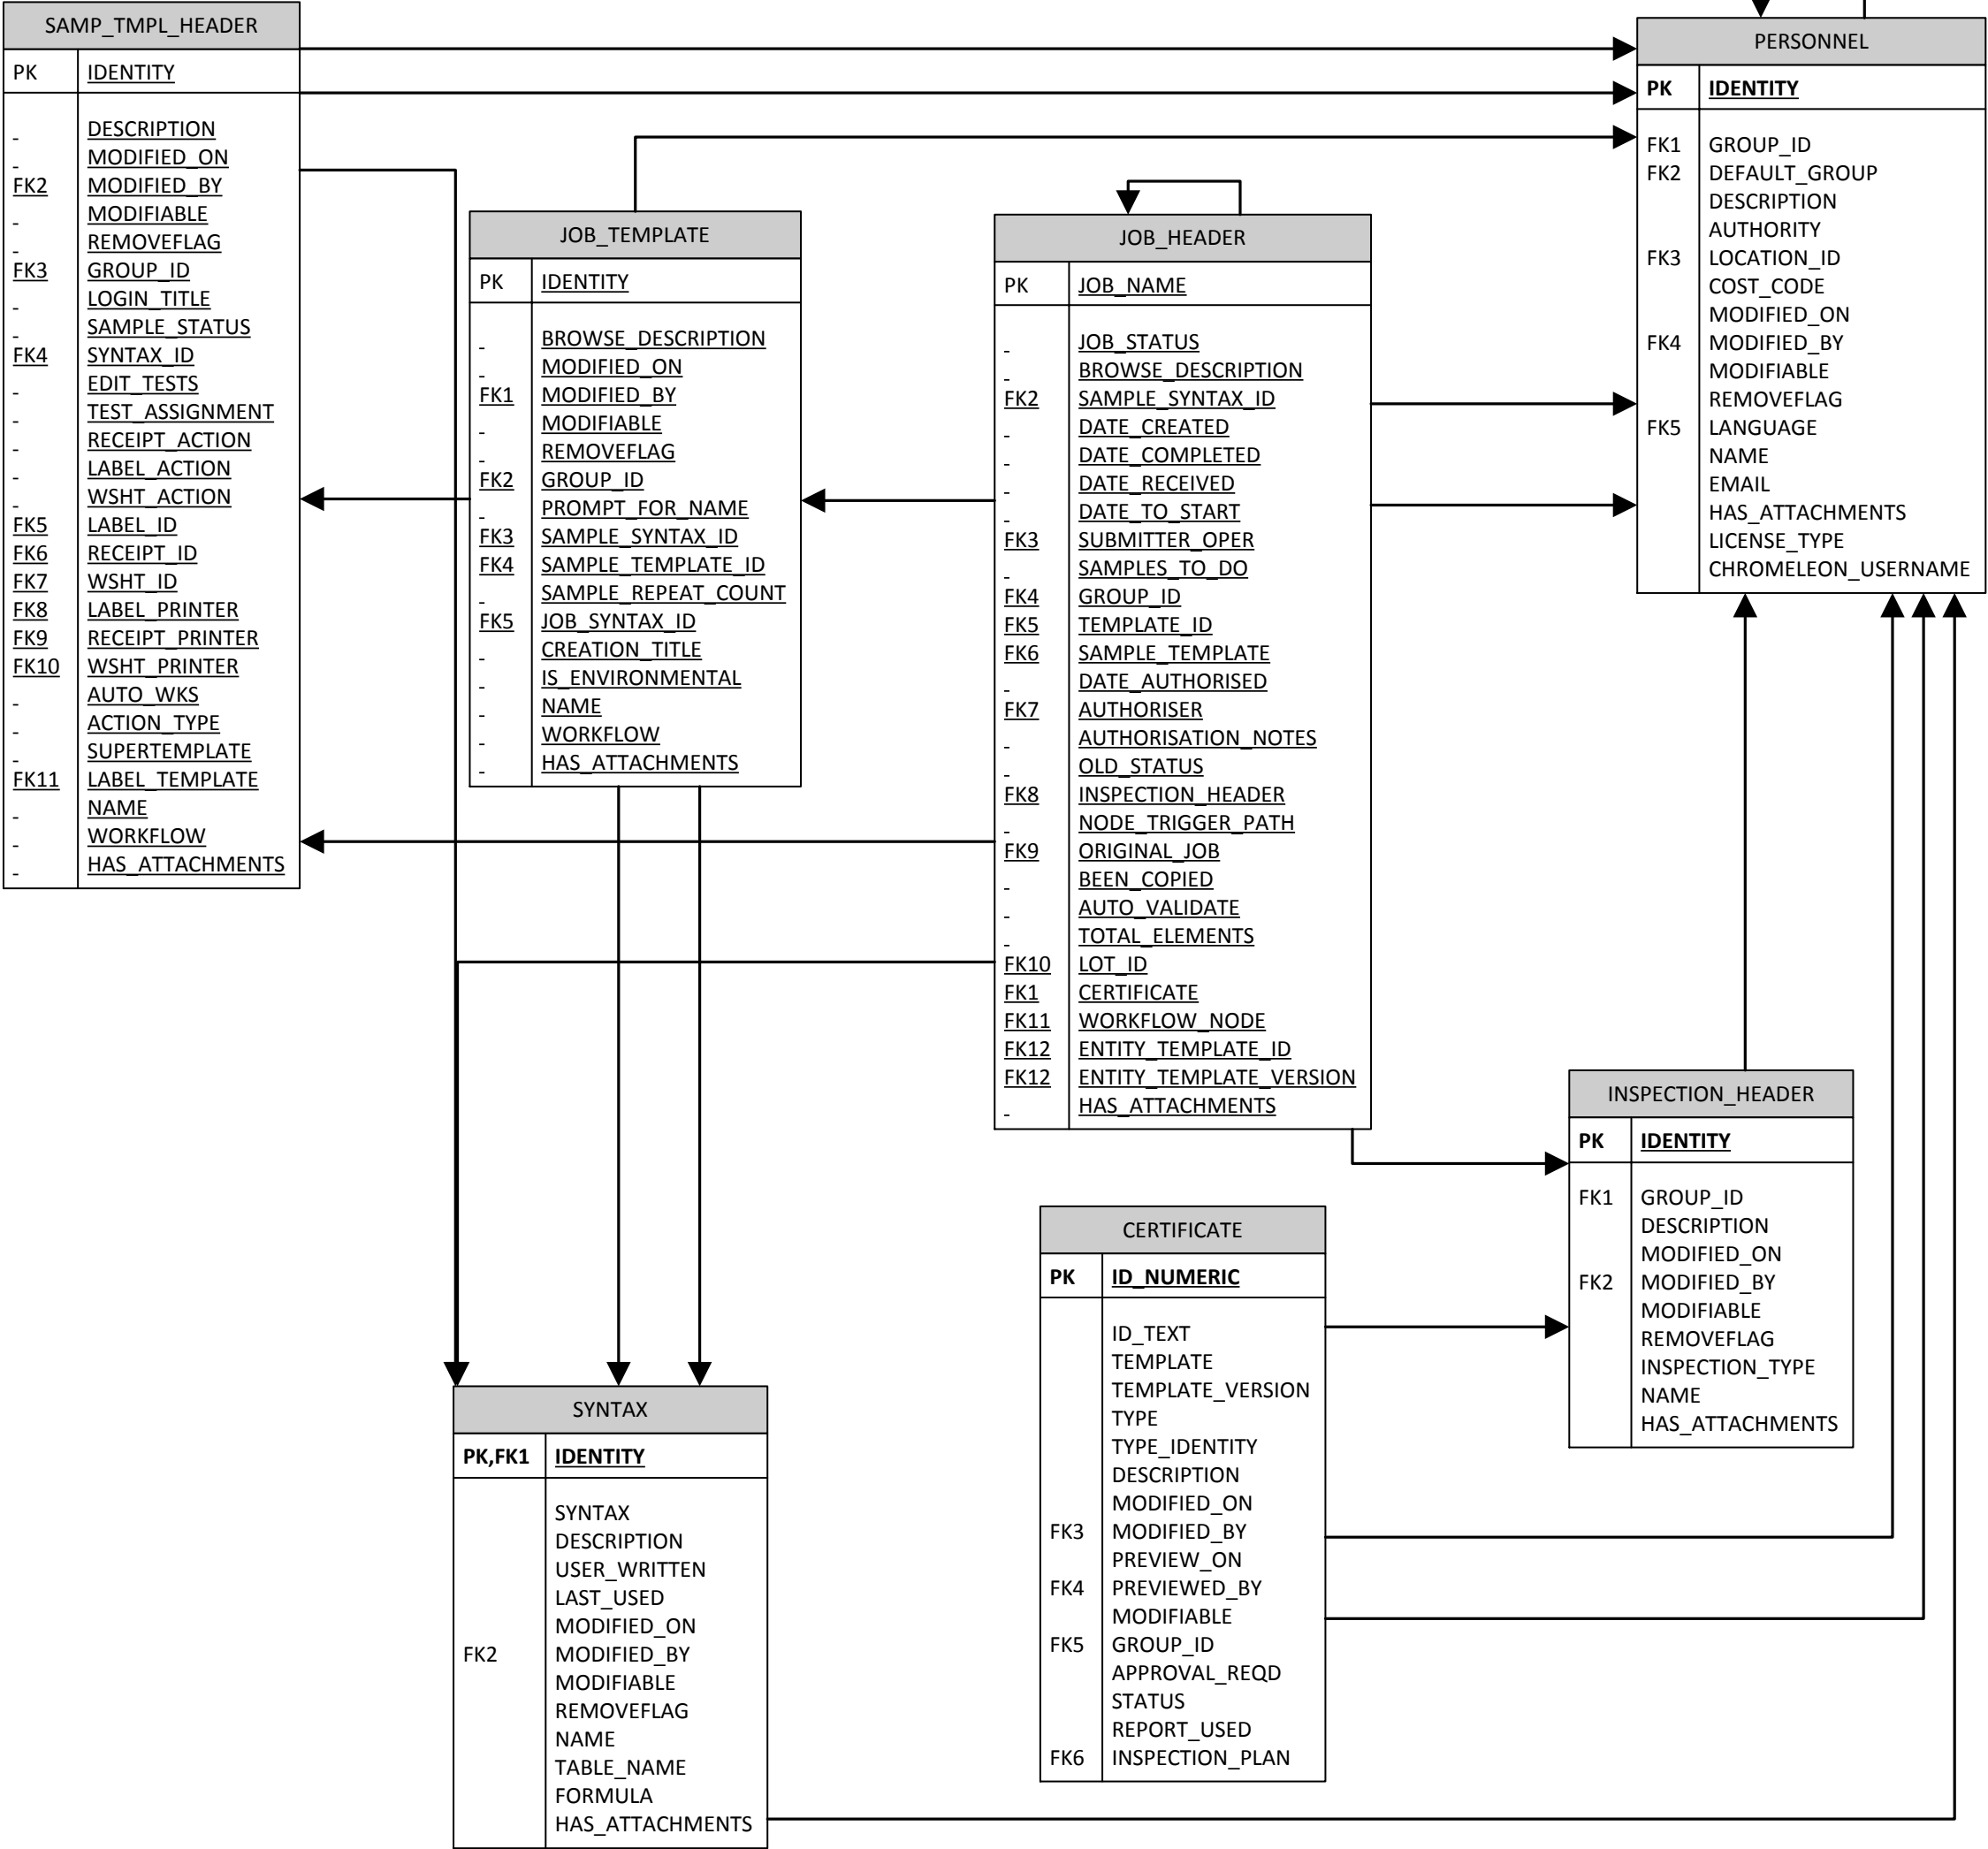 SAMP_TMPL_HEADER
PK IDENTITY
DESCRIPTION
MODIFIED_ON
FK2 MODIFIED_BY
MODIFIABLE
REMOVEFLAG
FK3 GROUP_ID
LOGIN_TITLE
SAMPLE_STATUS
FK4 SYNTAX_ID
EDIT_TESTS
TEST_ASSIGNMENT
RECEIPT_ACTION
LABEL_ACTION
WSHT_ACTION
FK5 LABEL_ID
FK6 RECEIPT_ID
FK7 WSHT_ID
FK8 LABEL_PRINTER
FK9 RECEIPT_PRINTER
FK10 WSHT_PRINTER
AUTO_WKS
ACTION_TYPE
SUPERTEMPLATE
FK11 LABEL_TEMPLATE
NAME
WORKFLOW
HAS_ATTACHMENTS
JOB_TEMPLATE
PK IDENTITY
BROWSE_DESCRIPTION
MODIFIED_ON
FK1 MODIFIED_BY
MODIFIABLE
REMOVEFLAG
FK2 GROUP_ID
PROMPT_FOR_NAME
FK3 SAMPLE_SYNTAX_ID
FK4 SAMPLE_TEMPLATE_ID
SAMPLE_REPEAT_COUNT
FK5 JOB_SYNTAX_ID
CREATION_TITLE
IS_ENVIRONMENTAL
NAME
WORKFLOW
HAS_ATTACHMENTS
JOB_HEADER
PK JOB_NAME
JOB_STATUS
BROWSE_DESCRIPTION
FK2 SAMPLE_SYNTAX_ID
DATE_CREATED
DATE_COMPLETED
DATE_RECEIVED
DATE_TO_START
FK3 SUBMITTER_OPER
SAMPLES_TO_DO
FK4 GROUP_ID
FK5 TEMPLATE_ID
FK6 SAMPLE_TEMPLATE
DATE_AUTHORISED
FK7 AUTHORISER
AUTHORISATION_NOTES
OLD_STATUS
FK8 INSPECTION_HEADER
NODE_TRIGGER_PATH
FK9 ORIGINAL_JOB
BEEN_COPIED
AUTO_VALIDATE
TOTAL_ELEMENTS
FK10 LOT_ID
FK1 CERTIFICATE
FK11 WORKFLOW_NODE
FK12 ENTITY_TEMPLATE_ID
FK12 ENTITY_TEMPLATE_VERSION
HAS_ATTACHMENTS
PERSONNEL
PK IDENTITY
FK1 GROUP_ID
FK2 DEFAULT_GROUP
DESCRIPTION
AUTHORITY
FK3 LOCATION_ID
COST_CODE
MODIFIED_ON
FK4 MODIFIED_BY
MODIFIABLE
REMOVEFLAG
FK5 LANGUAGE
NAME
EMAIL
HAS_ATTACHMENTS
LICENSE_TYPE
CHROMELEON_USERNAME
INSPECTION_HEADER
PK IDENTITY
FK1 GROUP_ID
DESCRIPTION
MODIFIED_ON
FK2 MODIFIED_BY
MODIFIABLE
REMOVEFLAG
INSPECTION_TYPE
NAME
HAS_ATTACHMENTS
CERTIFICATE
PK ID_NUMERIC
ID_TEXT
TEMPLATE
TEMPLATE_VERSION
TYPE
TYPE_IDENTITY
DESCRIPTION
MODIFIED_ON
FK3 MODIFIED_BY
PREVIEW_ON
FK4 PREVIEWED_BY
MODIFIABLE
FK5 GROUP_ID
APPROVAL_REQD
STATUS
REPORT_USED
FK6 INSPECTION_PLAN
SYNTAX
PK,FK1 IDENTITY
SYNTAX
DESCRIPTION
USER_WRITTEN
LAST_USED
MODIFIED_ON
FK2 MODIFIED_BY
MODIFIABLE
REMOVEFLAG
NAME
TABLE_NAME
FORMULA
HAS_ATTACHMENTS